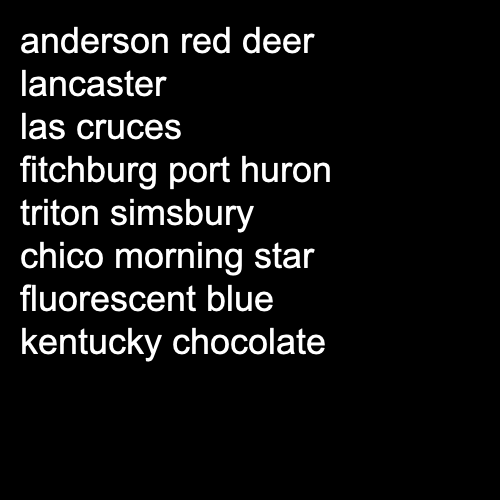 anderson red deer
lancaster
las cruces
fitchburg port huron
triton simsbury
chico morning star
fluorescent blue
kentucky chocolate